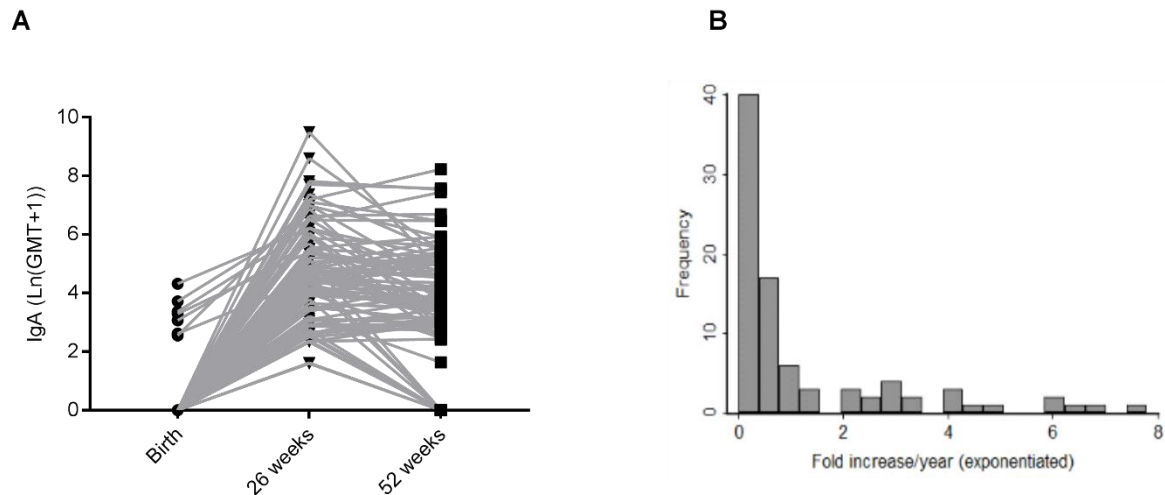 A
B
10
8
6
4
2
0
IgA (Ln(GMT+1))
Birth
26 weeks
52 weeks
40
30
20
10
0
Frequency
0 2 4 6 8
Fold increase/year (exponentiated)